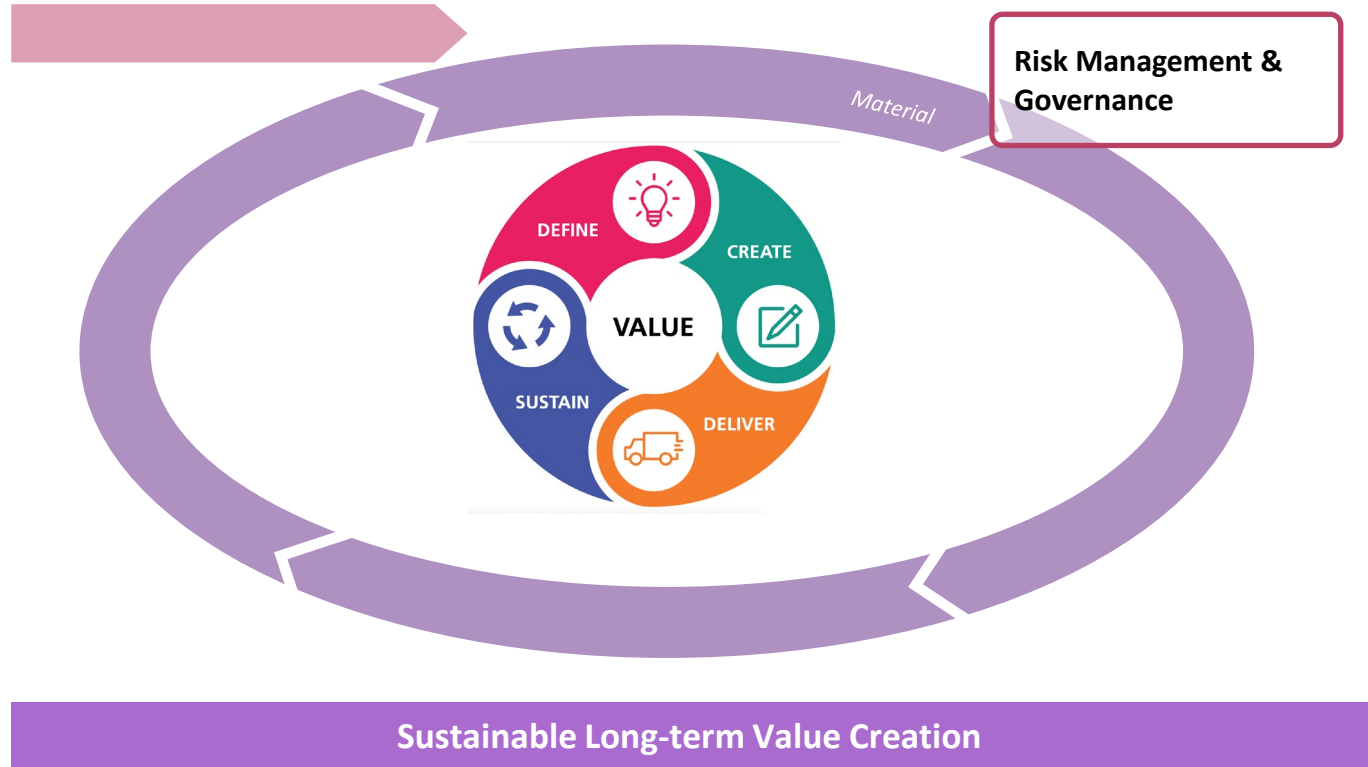 Risk Management &
Governance
Material
DEFINE
CREATE
VALUE
SUSTAIN
DELIVER
Sustainable Long-term Value Creation